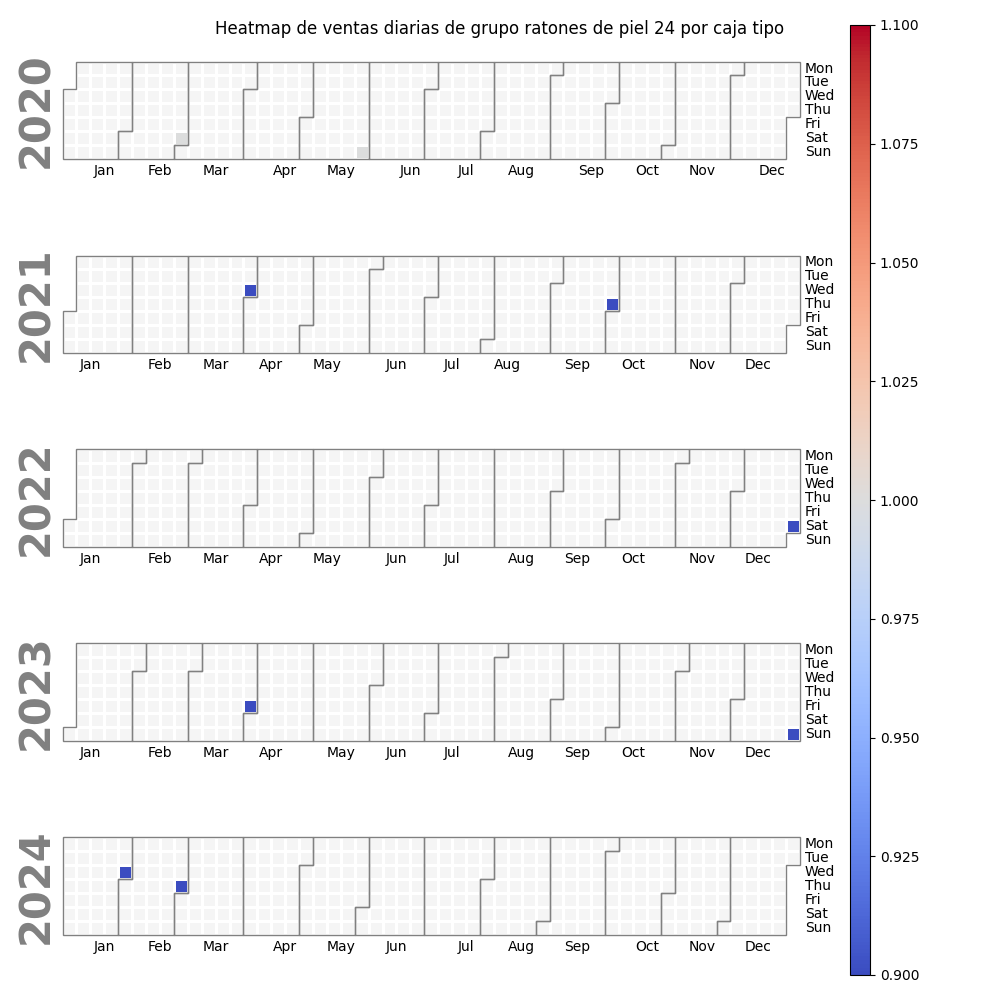 Heatmap de ventas diarias de grupo ratones de piel 24 por caja tipo
2020
Mon
Tue
Wed
Thu
Fri
Sat
Sun
Jan Feb Mar Apr May Jun Jul Aug Sep Oct Nov Dec
2021
Mon
Tue
Wed
Thu
Fri
Sat
Sun
Jan Feb Mar Apr May Jun Jul Aug Sep Oct Nov Dec
2022
Mon
Tue
Wed
Thu
Fri
Sat
Sun
Jan Feb Mar Apr May Jun Jul Aug Sep Oct Nov Dec
2023
Mon
Tue
Wed
Thu
Fri
Sat
Sun
Jan Feb Mar Apr May Jun Jul Aug Sep Oct Nov Dec
2024
Mon
Tue
Wed
Thu
Fri
Sat
Sun
Jan Feb Mar Apr May Jun Jul Aug Sep Oct Nov Dec
1.100
1.075
1.050
1.025
1.000
0.975
0.950
0.925
0.900